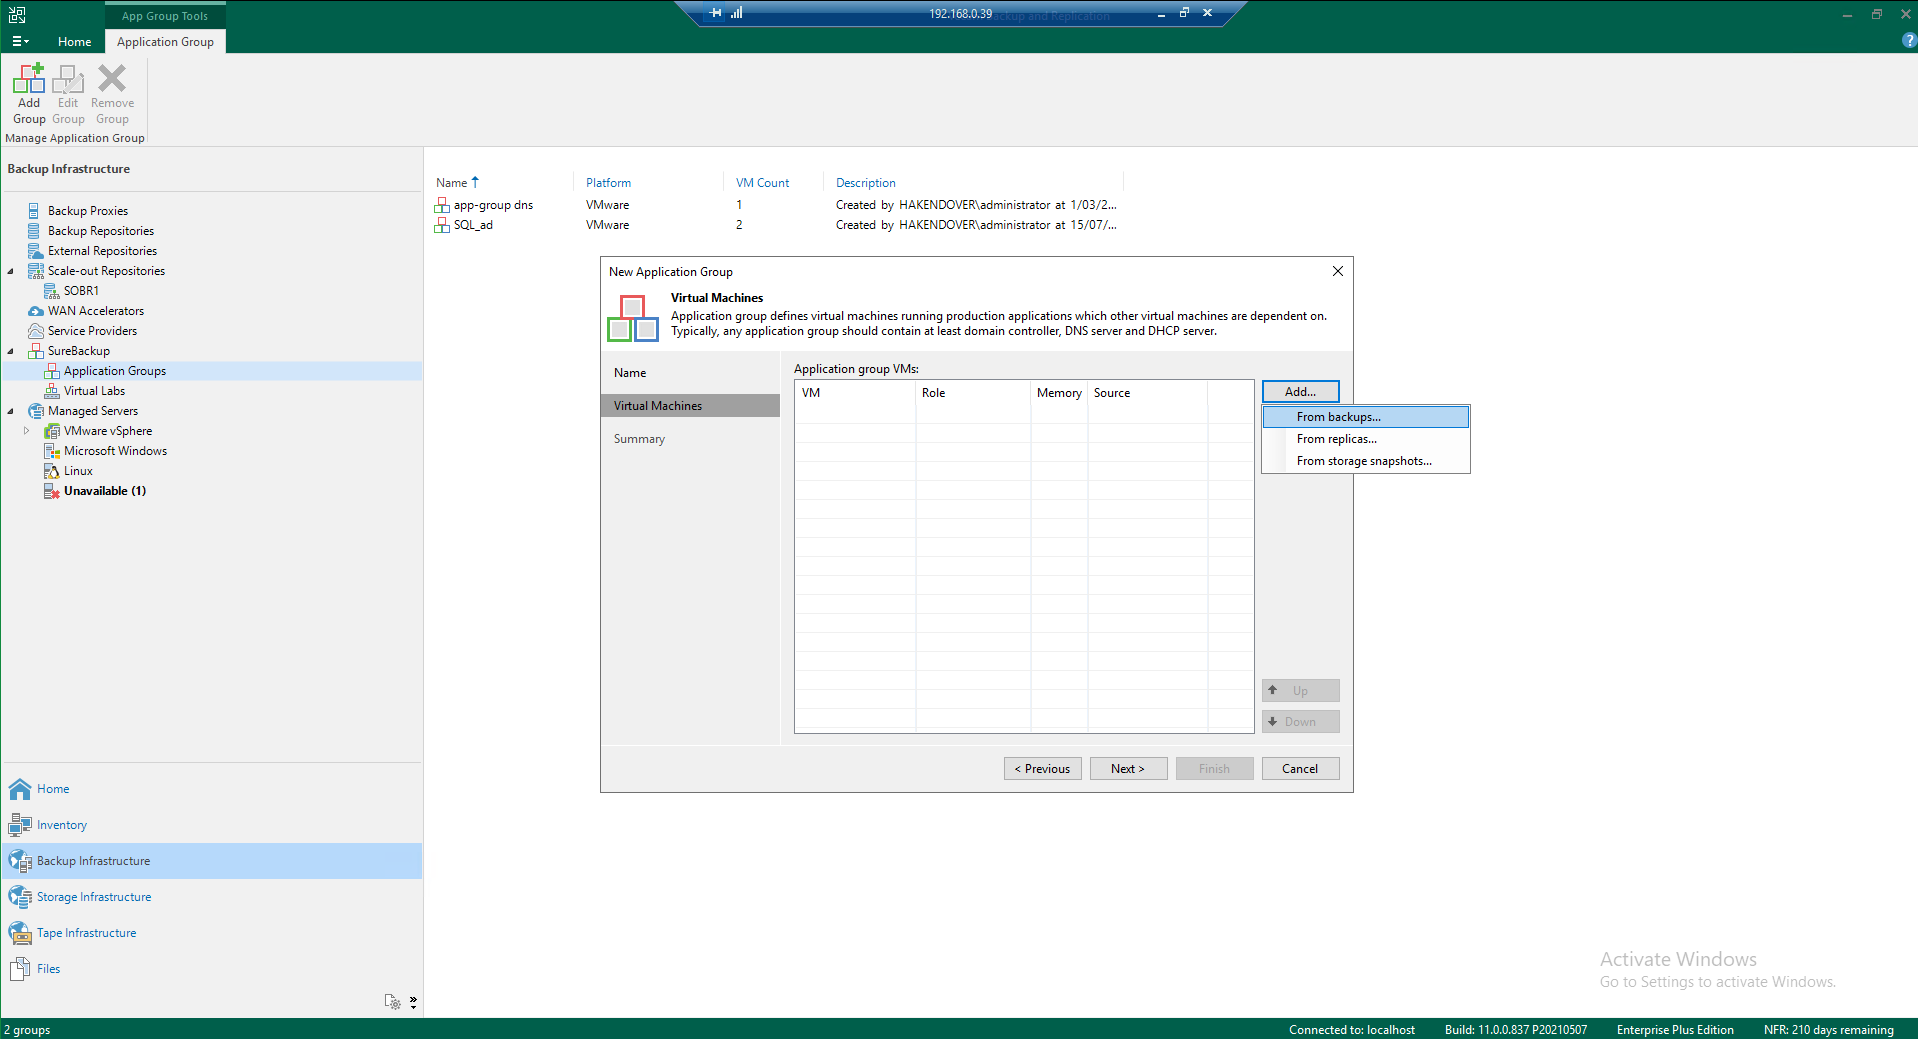 App Group Tools
192.168.0.39
Backup and Replication
Home
Application Group
Add Group
Edit Group
Remove Group
Manage Application Group
Backup Infrastructure
Backup Proxies
Backup Repositories
External Repositories
Scale-out Repositories
SOBR1
WAN Accelerators
Service Providers
SureBackup
Application Groups
Virtual Labs
Managed Servers
VMware vSphere
Microsoft Windows
Linux
Unavailable (1)
Name Platform VM Count Description
app-group dns VMware 1 Created by HAKENDOVER\administrator at 1/03/2...
SQL_ad VMware 2 Created by HAKENDOVER\administrator at 15/07/...
New Application Group
Virtual Machines
Application group defines virtual machines running production applications which other virtual machines are dependent on.
Typically, any application group should contain at least domain controller, DNS server and DHCP server.
Name
Virtual Machines
Summary
Application group VMs:
VM Role Memory Source
Add...
From backups...
From replicas...
From storage snapshots...
Up
Down
< Previous Next > Finish Cancel
Home
Inventory
Backup Infrastructure
Storage Infrastructure
Tape Infrastructure
Files
Activate Windows
Go to Settings to activate Windows.
2 groups
Connected to: localhost Build: 11.0.0.837 P20210507 Enterprise Plus Edition NFR: 210 days remaining